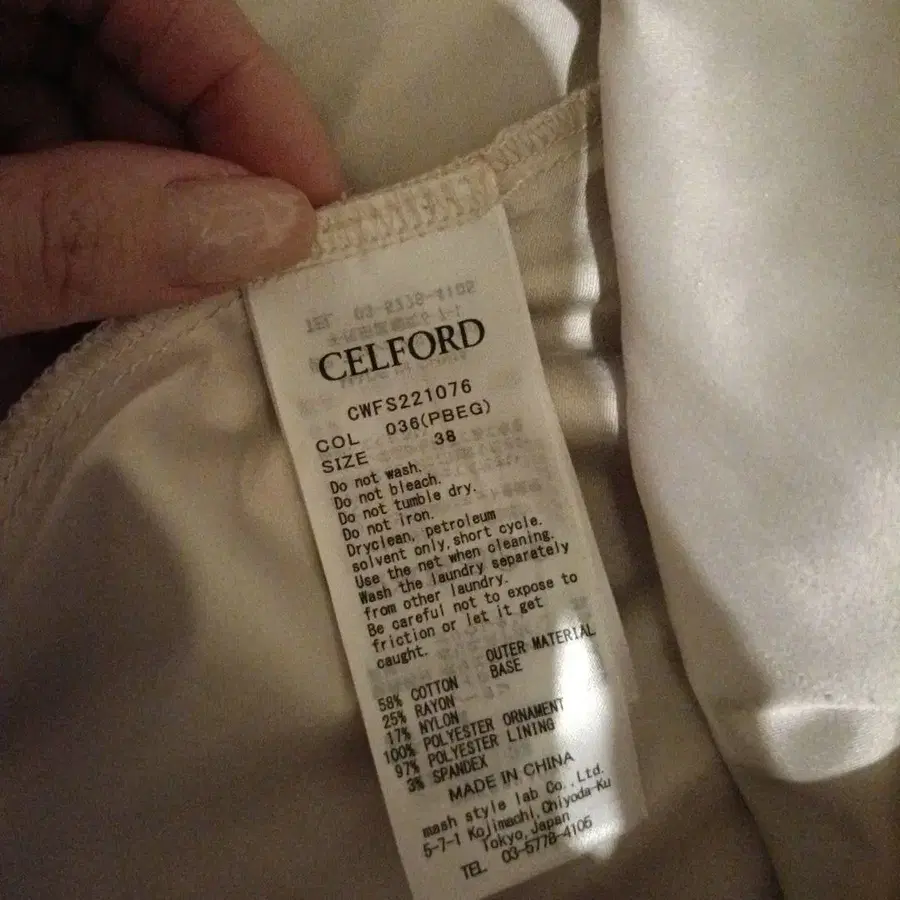 CELFORD
CWFS221076
COL 036(PBEG)
SIZE 38
Do not wash.
Do not bleach.
Do not tumble dry.
Do not iron.
Dryclean, petroleum
solvent only, short cycle.
Use the net when cleaning.
Wash the laundry separately
from other laundry.
Be careful not to expose to
friction or let it get
caught.
OUTER MATERIAL
58% COTTON BASE
25% RAYON
17% NYLON
100% POLYESTER ORNAMENT
97% POLYESTER LINING
3% SPANDEX
MADE IN CHINA
mash style lab Co., Ltd.
5-7-1 Kojimachi, Chiyoda-Ku
Tokyo, Japan
TEL 03-5778-4105